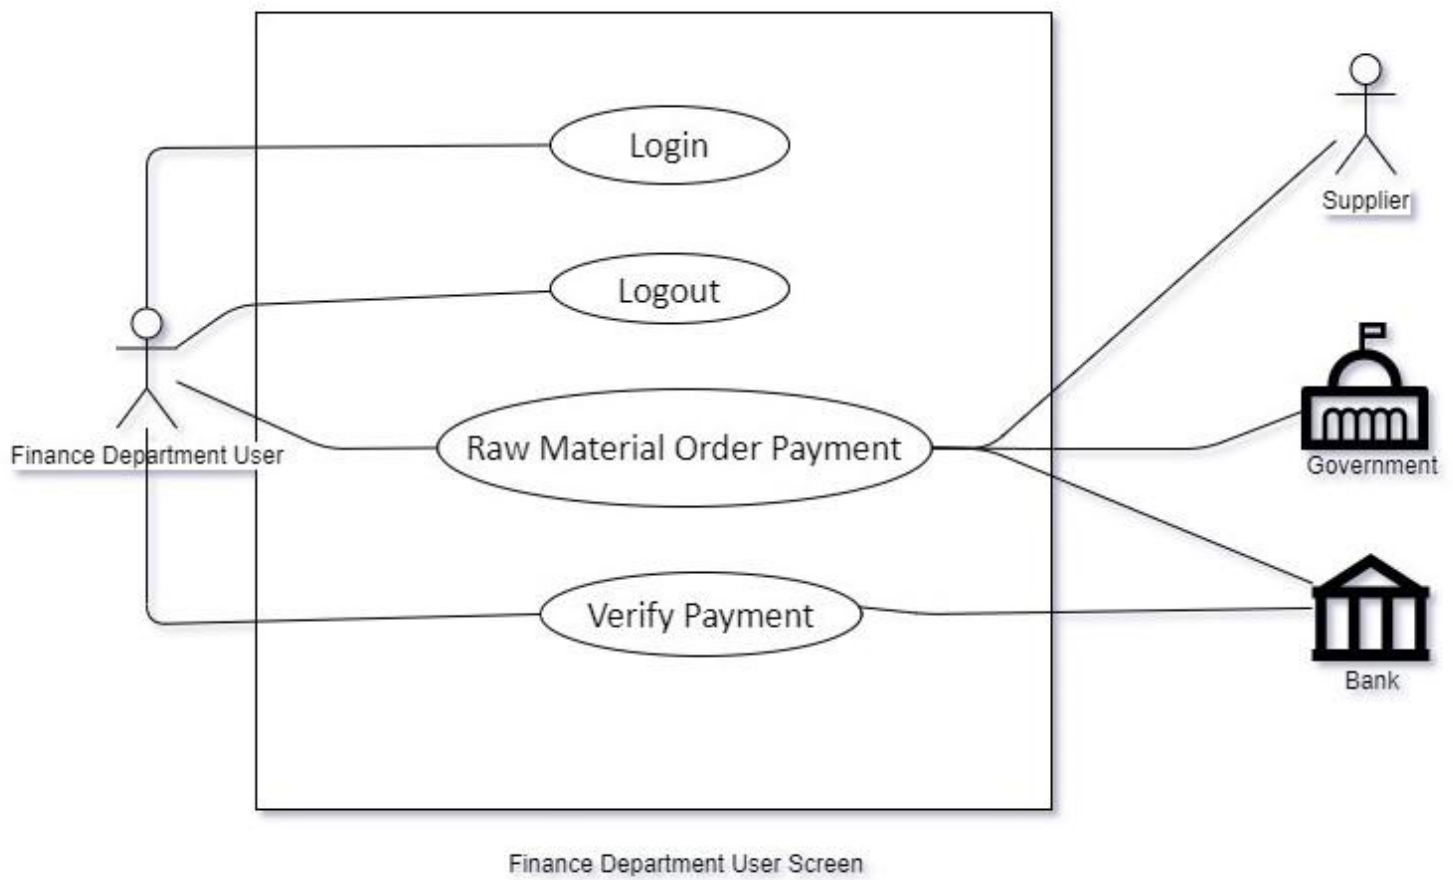 Login
Supplier
Logout
Finance Department User
Raw Material Order Payment
Government
Verify Payment
Bank
Finance Department User Screen